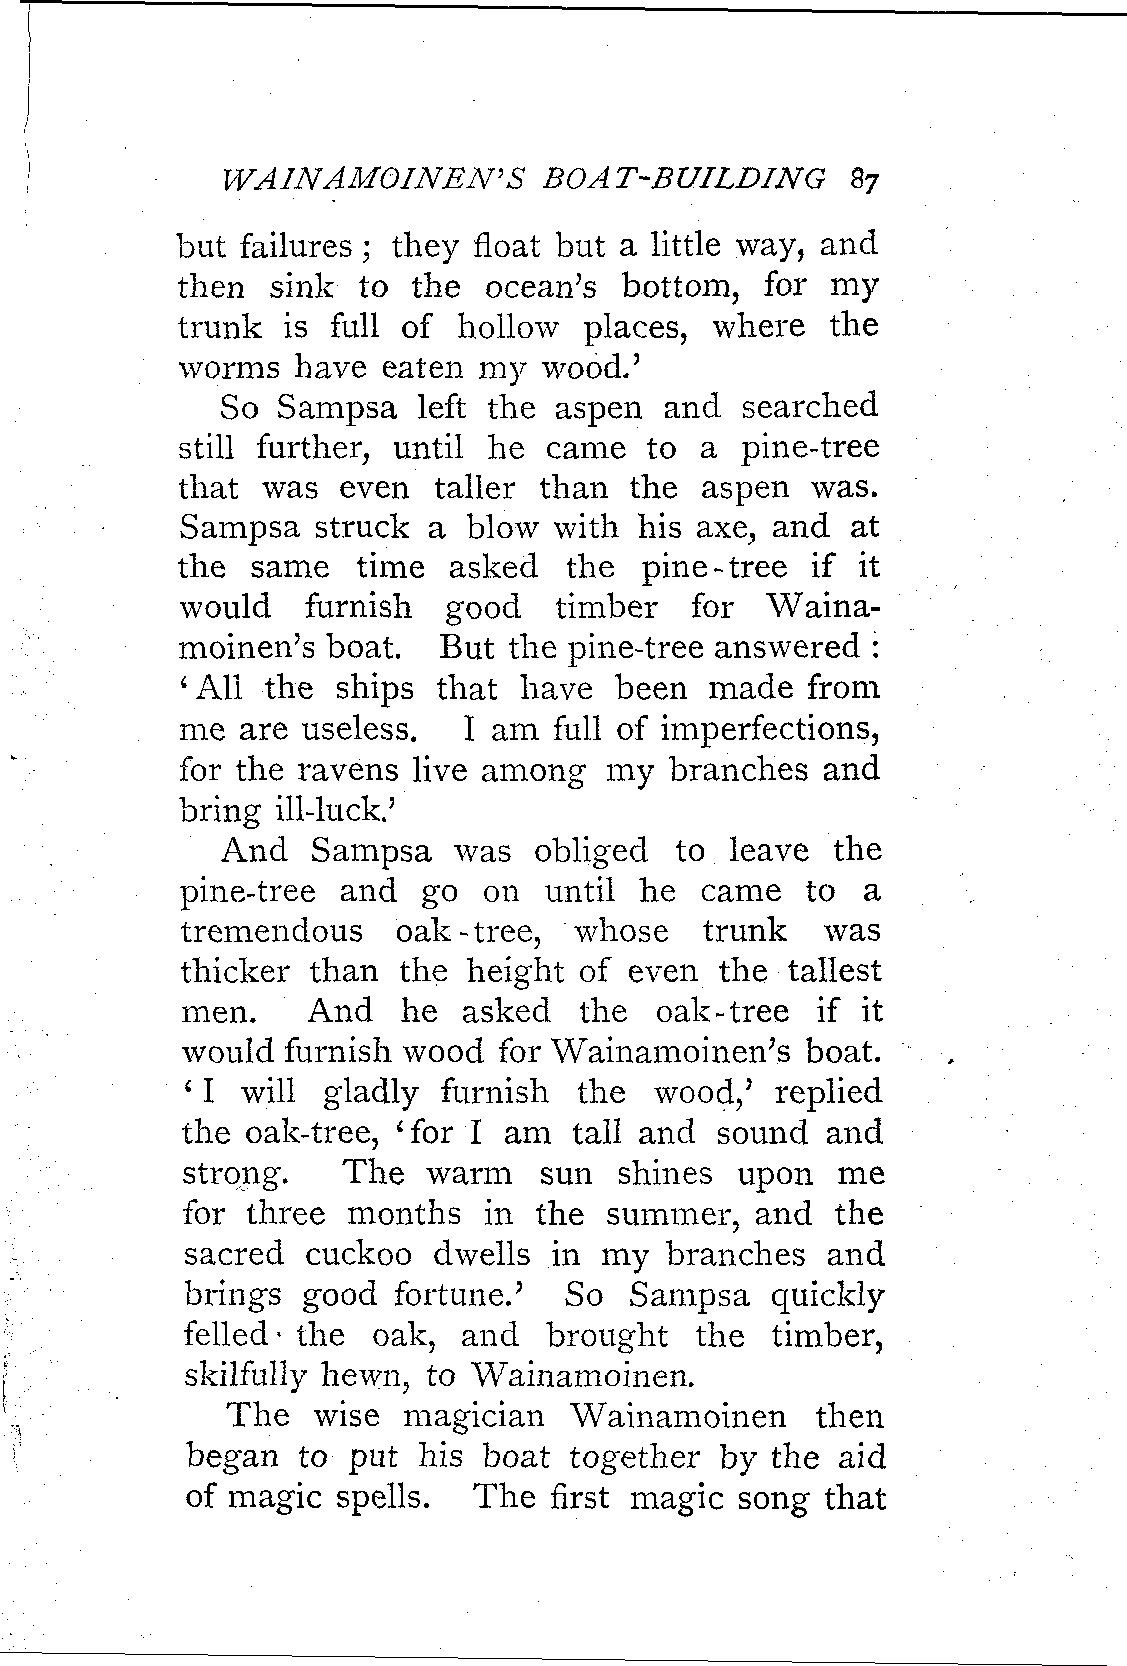 WAINAMOINEN'S BOAT-BUILDING 87
but failures ; they float but a little way, and
then sink to the ocean's bottom, for my
trunk is full of hollow places, where the
worms have eaten my wood.'
So Sampsa left the aspen and searched
still further, until he came to a pine-tree
that was even taller than the aspen was.
Sampsa struck a blow with his axe, and at
the same time asked the pine-tree if it
would furnish good timber for Waina-
moinen's boat. But the pine-tree answered :
‘ All the ships that have been made from
me are useless. I am full of imperfections,
for the ravens live among my branches and
bring ill-luck.'
And Sampsa was obliged to leave the
pine-tree and go on until he came to a
tremendous oak-tree, whose trunk was
thicker than the height of even the tallest
men. And he asked the oak-tree if it
would furnish wood for Wainamoinen's boat.
‘ I will gladly furnish the wood,' replied
the oak-tree, ‘for I am tall and sound and
strong. The warm sun shines upon me
for three months in the summer, and the
sacred cuckoo dwells in my branches and
brings good fortune.' So Sampsa quickly
felled the oak, and brought the timber,
skilfully hewn, to Wainamoinen.
The wise magician Wainamoinen then
began to put his boat together by the aid
of magic spells. The first magic song that